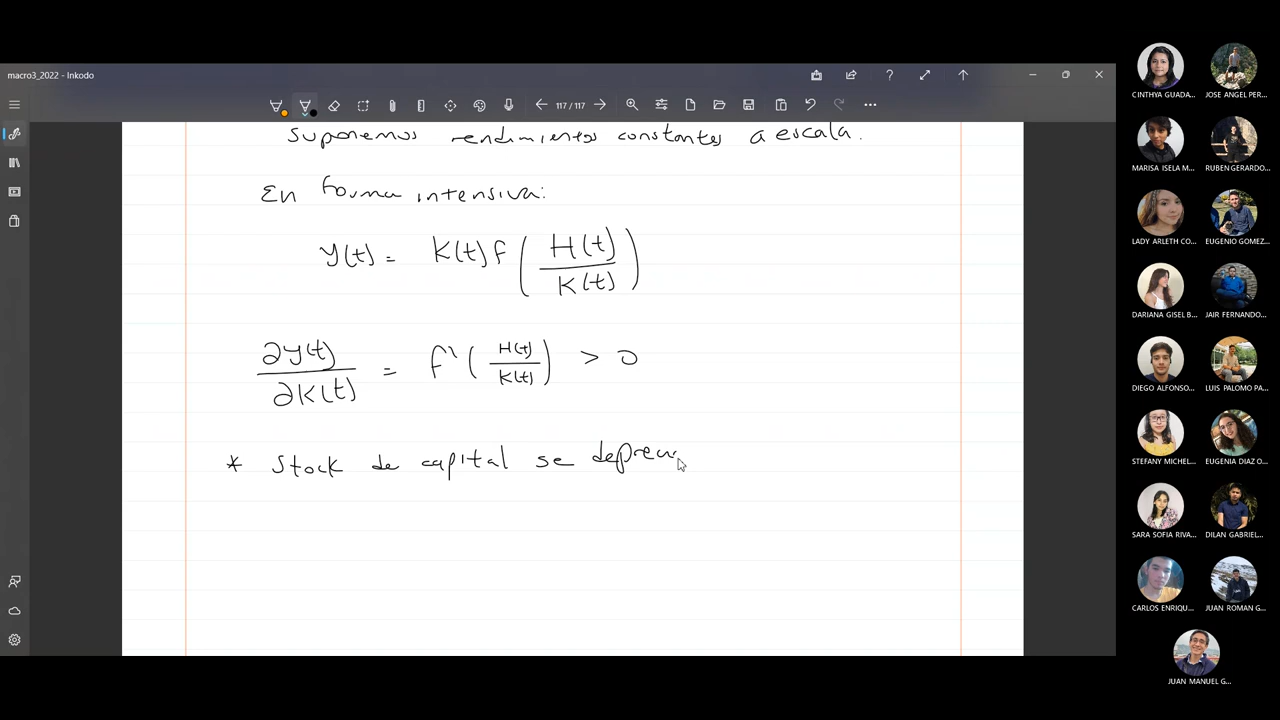 macro3_2022 - Inkodo
117 / 117
suponemos rendimientos constantes a escala.
En forma intensiva:
Y(t) = K(t) f ( H(t) / K(t) )
∂Y(t) / ∂K(t) = f' ( H(t) / K(t) ) > 0
* Stock de capital se deprecia
CINTHYA GUADA...
JOSE ANGEL PER...
MARISA ISELA M...
RUBEN GERARDO...
LADY ARLETH CO...
EUGENIO GOMEZ...
DARIANA GISEL B...
JAIR FERNANDO...
DIEGO ALFONSO...
LUIS PALOMO PA...
STEFANY MICHEL...
EUGENIA DIAZ O...
SARA SOFIA RIVA...
DILAN GABRIEL...
CARLOS ENRIQU...
JUAN ROMAN G...
JUAN MANUEL G...